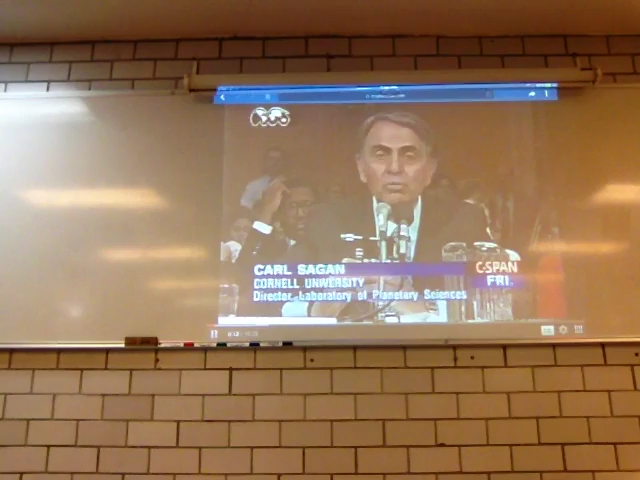 CARL SAGAN
CORNELL UNIVERSITY
Director, Laboratory of Planetary Sciences
C-SPAN
FRI.